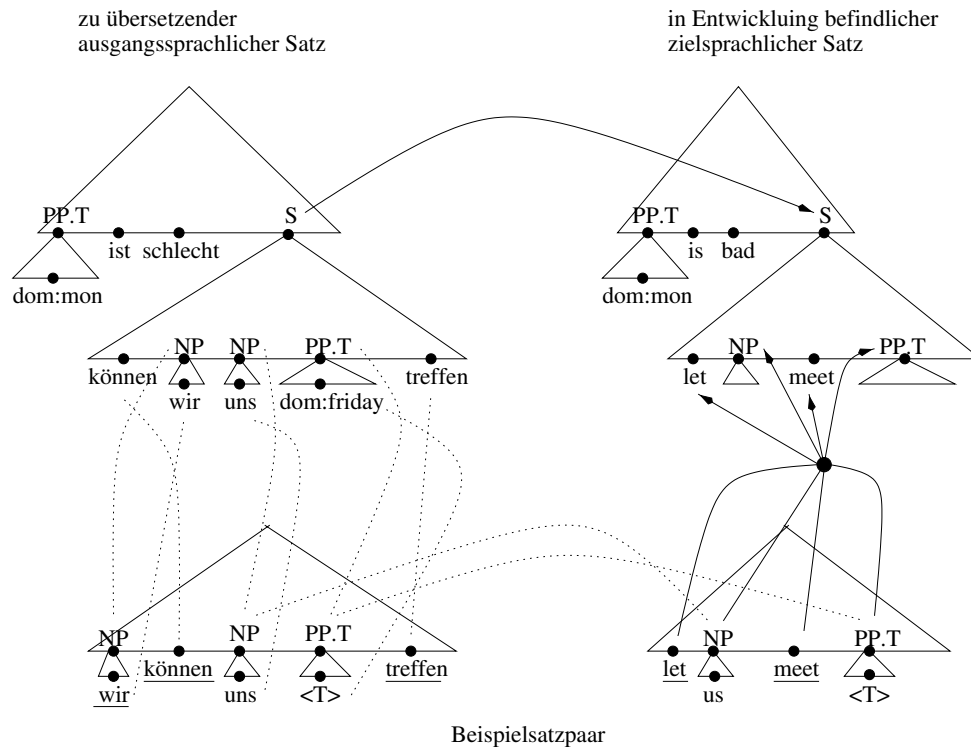 zu übersetzender
ausgangssprachlicher Satz
in Entwickluing befindlicher
zielsprachlicher Satz
PP.T S
ist schlecht
dom:mon
PP.T S
is bad
dom:mon
NP NP PP.T
können treffen
wir uns dom:friday
NP PP.T
let meet
NP NP PP.T
können treffen
wir uns <T>
NP PP.T
let meet
us <T>
Beispielsatzpaar